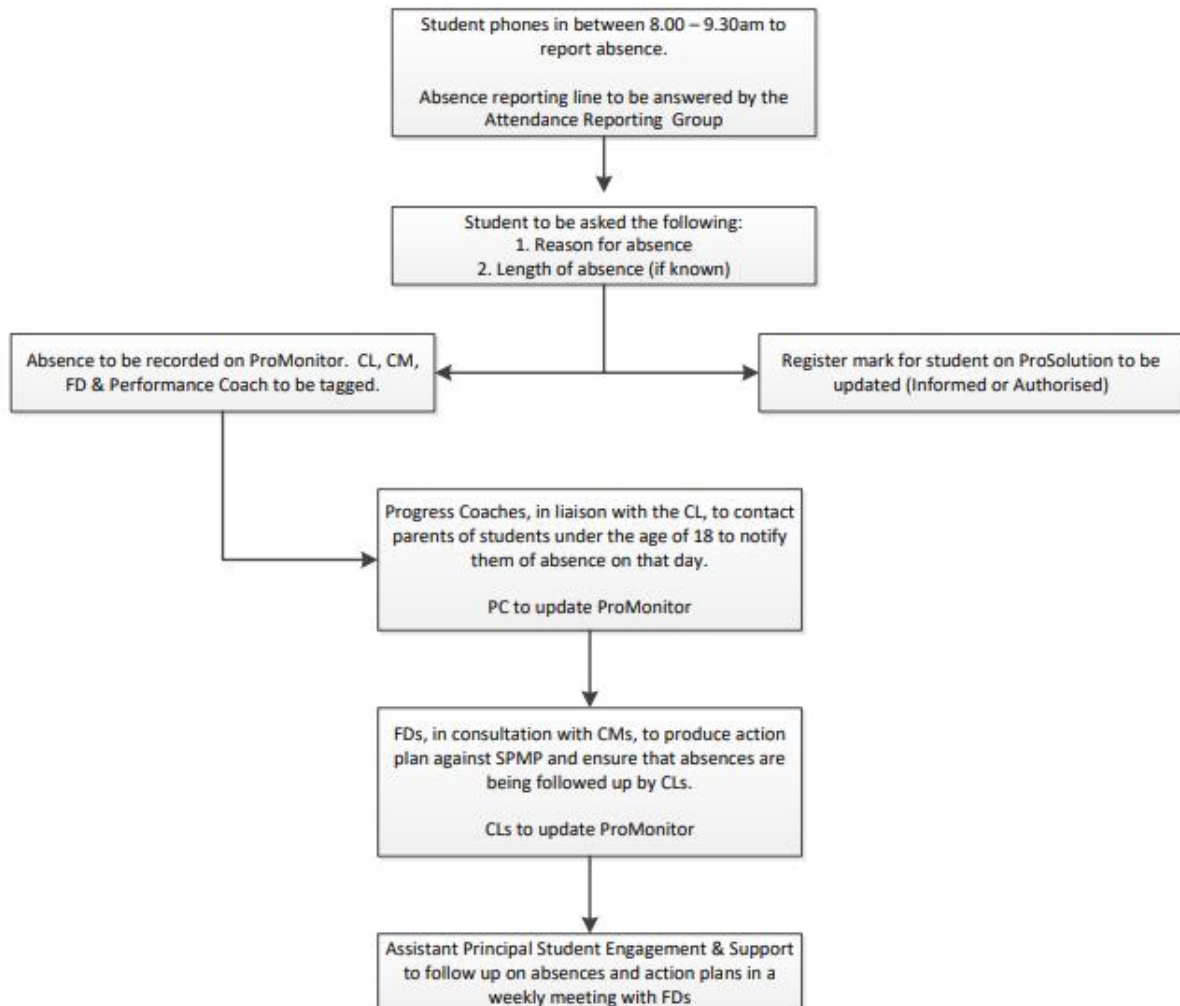 Student phones in between 8.00 – 9.30am to
report absence.
Absence reporting line to be answered by the
Attendance Reporting Group
Student to be asked the following:
1. Reason for absence
2. Length of absence (if known)
Absence to be recorded on ProMonitor. CL, CM,
FD & Performance Coach to be tagged.
Register mark for student on ProSolution to be
updated (Informed or Authorised)
Progress Coaches, in liaison with the CL, to contact
parents of students under the age of 18 to notify
them of absence on that day.
PC to update ProMonitor
FDs, in consultation with CMs, to produce action
plan against SPMP and ensure that absences are
being followed up by CLs.
CLs to update ProMonitor
Assistant Principal Student Engagement & Support
to follow up on absences and action plans in a
weekly meeting with FDs